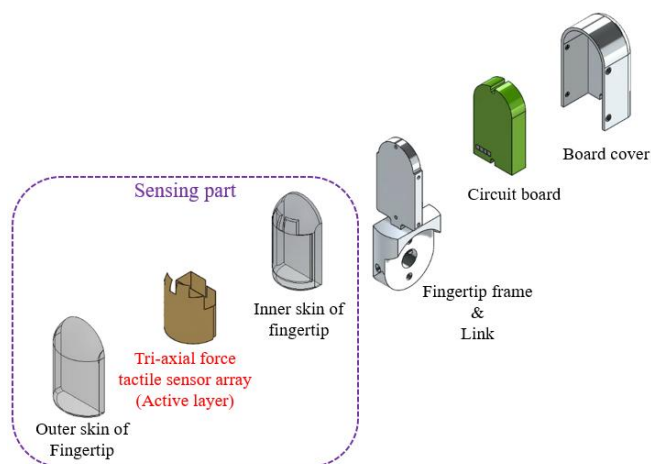 Board cover
Circuit board
Sensing part
Fingertip frame
&
Link
Inner skin of
fingertip
Tri-axial force
tactile sensor array
(Active layer)
Outer skin of
Fingertip